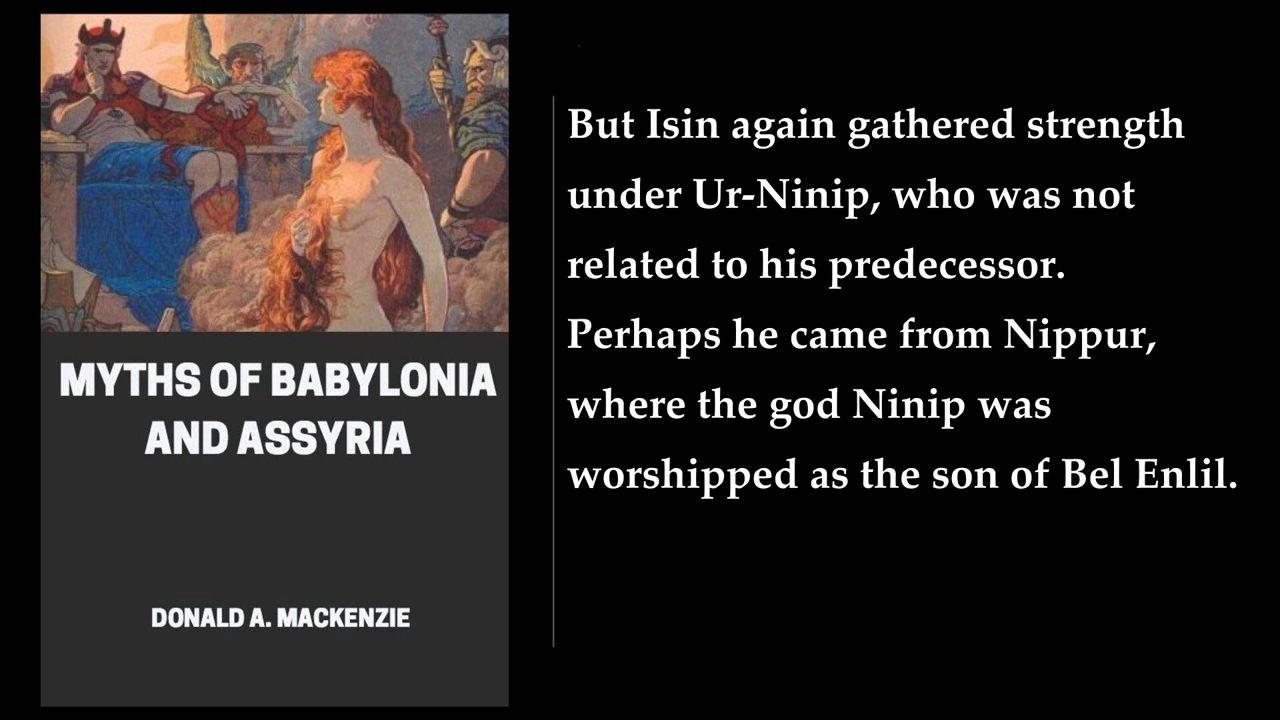 MYTHS OF BABYLONIA
AND ASSYRIA
DONALD A. MACKENZIE
But Isin again gathered strength
under Ur-Ninip, who was not
related to his predecessor.
Perhaps he came from Nippur,
where the god Ninip was
worshipped as the son of Bel Enlil.